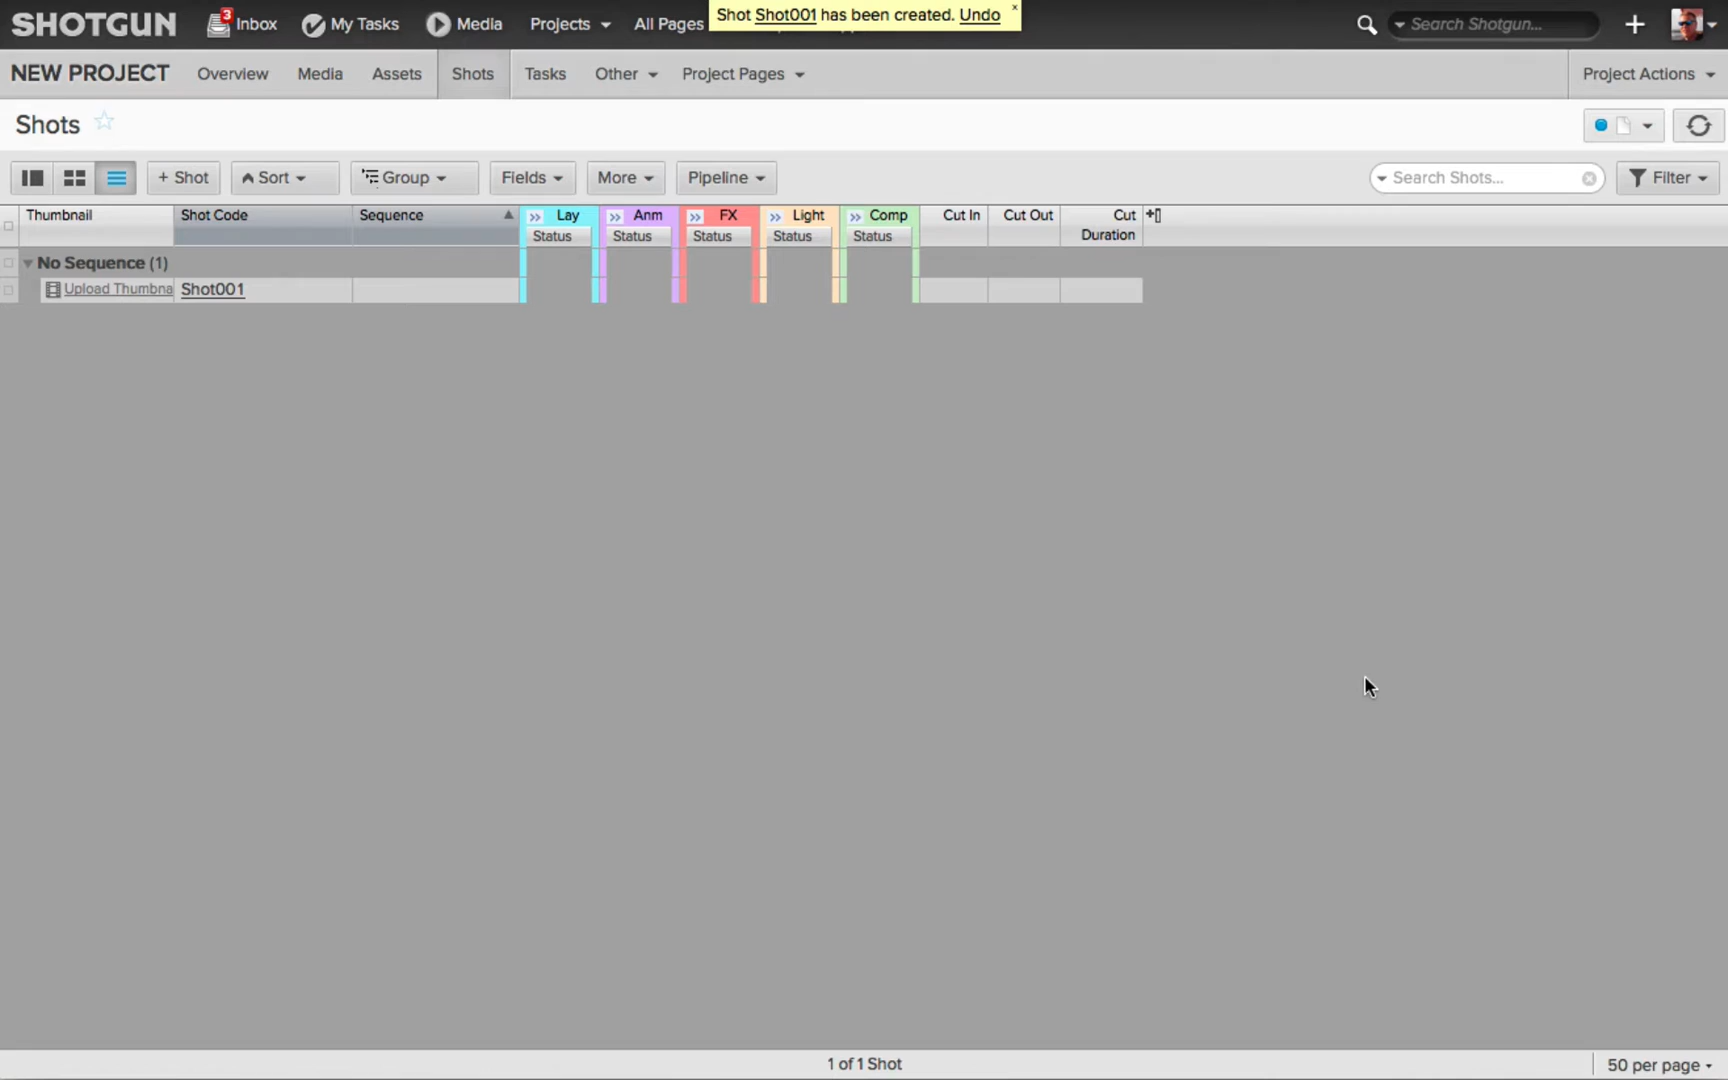 SHOTGUN 3 Inbox My Tasks Media Projects All Pages Shot Shot001 has been created. Undo × Search Shotgun...
NEW PROJECT Overview Media Assets Shots Tasks Other Project Pages Project Actions
Shots
+ Shot Sort Group Fields More Pipeline Search Shots... Filter
Thumbnail Shot Code Sequence Lay Anm FX Light Comp Cut In Cut Out Cut
Status Status Status Status Status Duration
No Sequence (1)
Upload Thumbna Shot001
1 of 1 Shot 50 per page